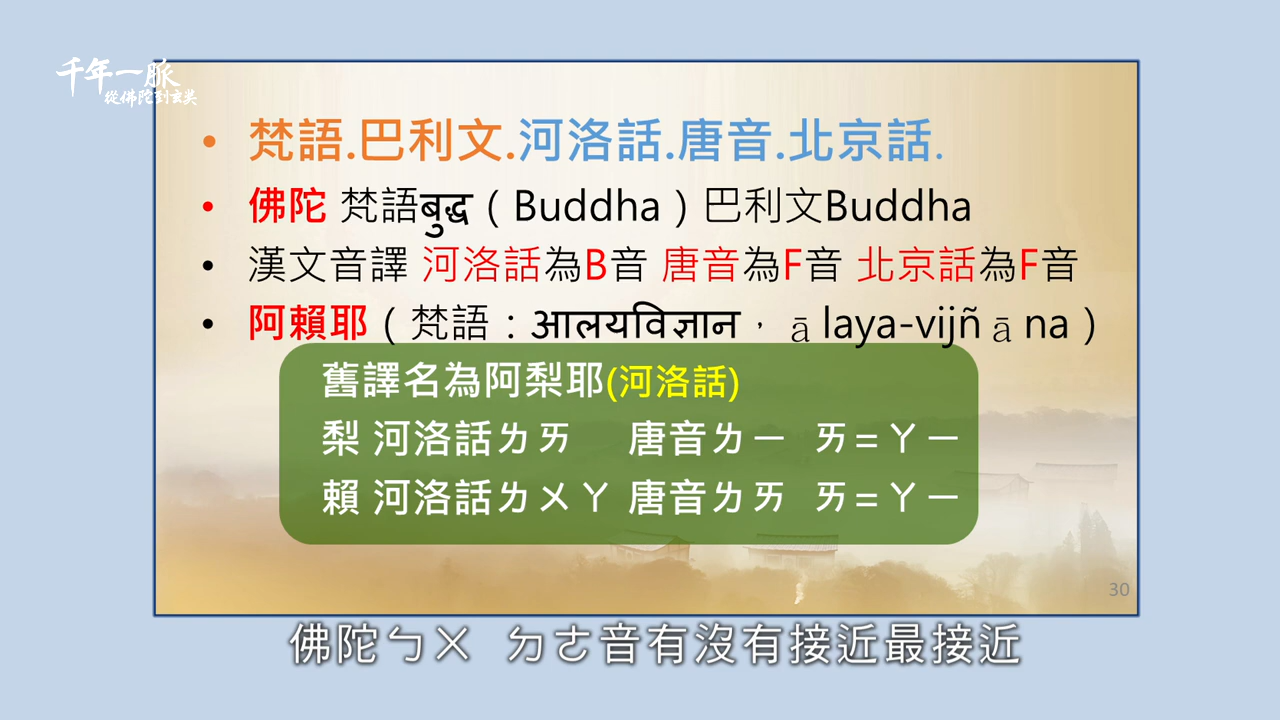 千年一脈
從佛陀到玄奘
• 梵語.巴利文.河洛話.唐音.北京話.
• 佛陀 梵語बुद्ध（Buddha）巴利文Buddha
• 漢文音譯 河洛話為B音 唐音為F音 北京話為F音
• 阿賴耶（梵語：आलयविज्ञान，ā laya-vijñ ā na）
舊譯名為阿梨耶(河洛話)
梨 河洛話ㄌㄞ 唐音ㄌㄧ ㄞ=ㄚㄧ
賴 河洛話ㄌㄨㄚ 唐音ㄌㄞ ㄞ=ㄚㄧ
30
佛陀ㄅㄨ ㄉㄜ音有沒有接近最接近